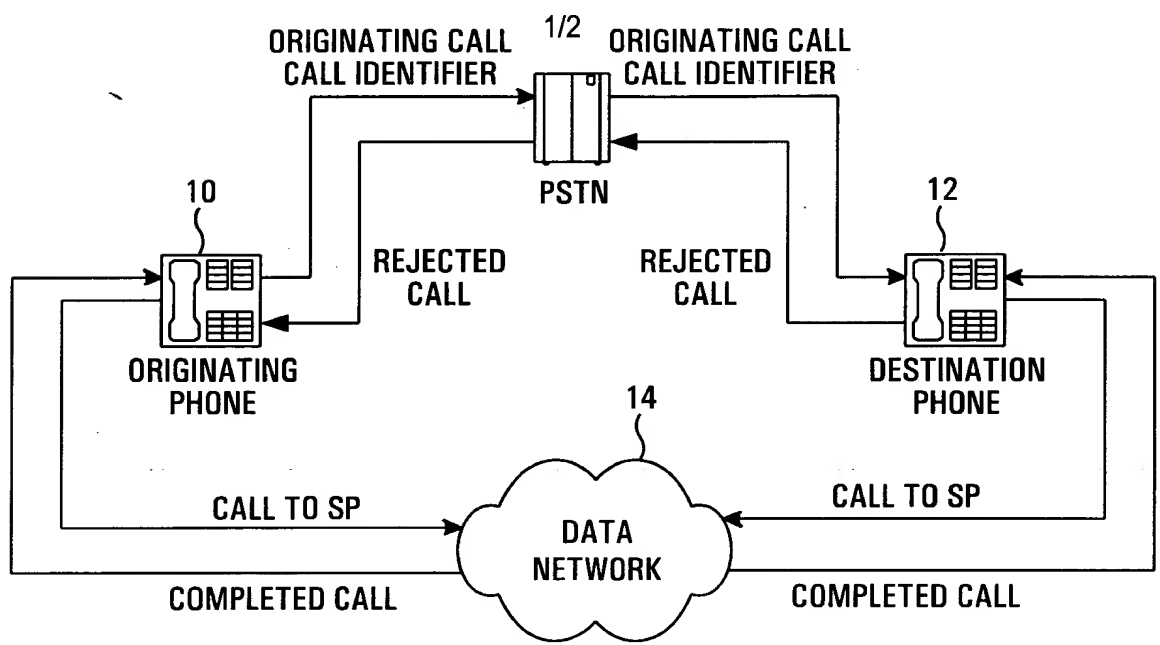 1/2
ORIGINATING CALL
CALL IDENTIFIER
ORIGINATING CALL
CALL IDENTIFIER
PSTN
10
12
REJECTED
CALL
REJECTED
CALL
ORIGINATING
PHONE
DESTINATION
PHONE
14
CALL TO SP
CALL TO SP
DATA
NETWORK
COMPLETED CALL
COMPLETED CALL